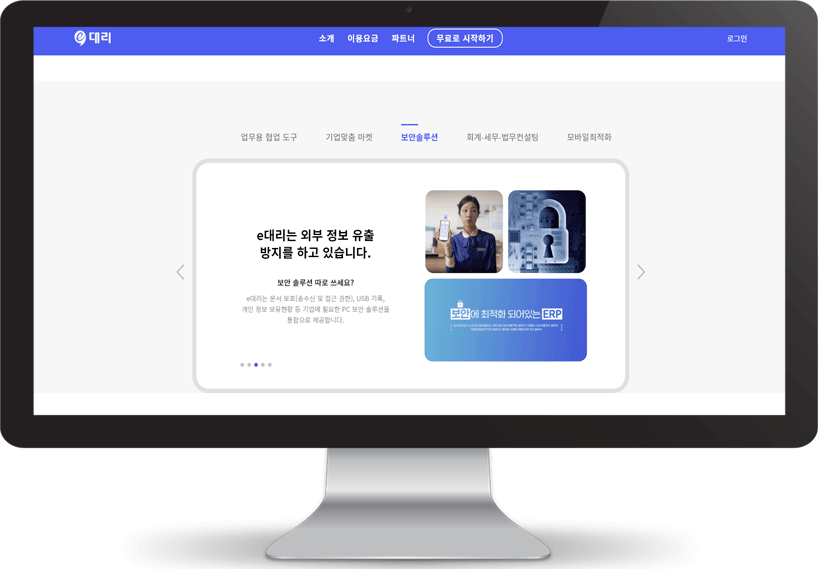 e대리
소개 이용요금 파트너 무료로 시작하기 로그인
업무용 협업 도구 기업맞춤 마켓 보안솔루션 회계·세무·법무컨설팅 모바일최적화
e대리는 외부 정보 유출
방지를 하고 있습니다.
보안 솔루션 따로 쓰세요?
e대리는 문서 보호(송수신 및 접근 권한), USB 기록,
개인 정보 보유현황 등 기업에 필요한 PC 보안 솔루션을
통합으로 제공합니다.
보안에 최적화 되어있는 ERP